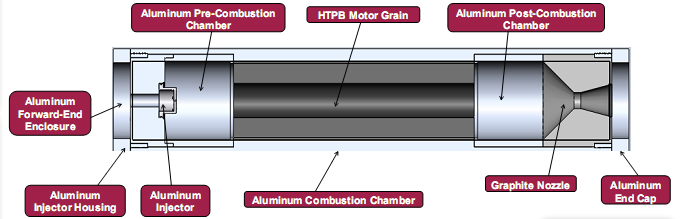 Aluminum Pre-Combustion
Chamber
HTPB Motor Grain
Aluminum Post-Combustion
Chamber
Aluminum
Forward-End
Enclosure
Aluminum
Injector Housing
Aluminum
Injector
Aluminum Combustion Chamber
Graphite Nozzle
Aluminum
End Cap